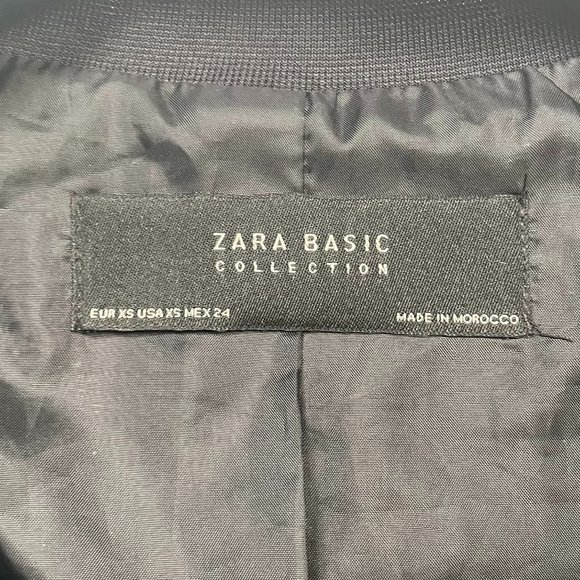 ZARA BASIC
COLLECTION
EUR XS USA XS MEX 24
MADE IN MOROCCO